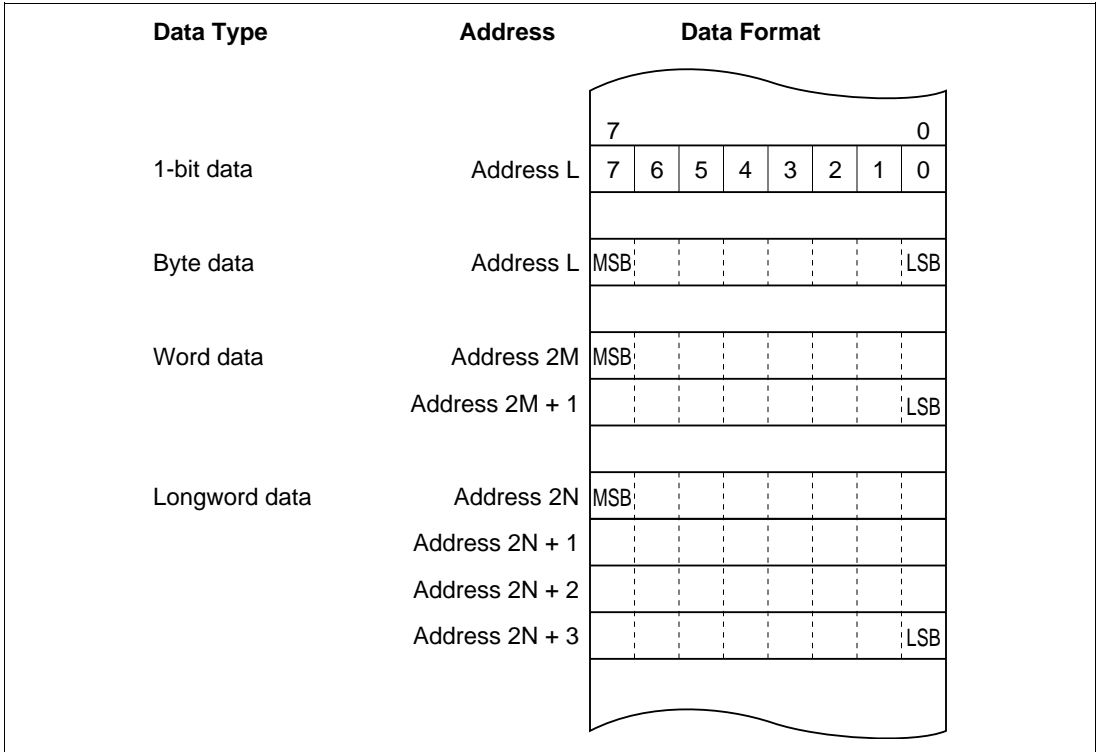 Data Type Address Data Format
7 0
1-bit data Address L 7 6 5 4 3 2 1 0
Byte data Address L MSB LSB
Word data Address 2M MSB
Address 2M + 1 LSB
Longword data Address 2N MSB
Address 2N + 1
Address 2N + 2
Address 2N + 3 LSB